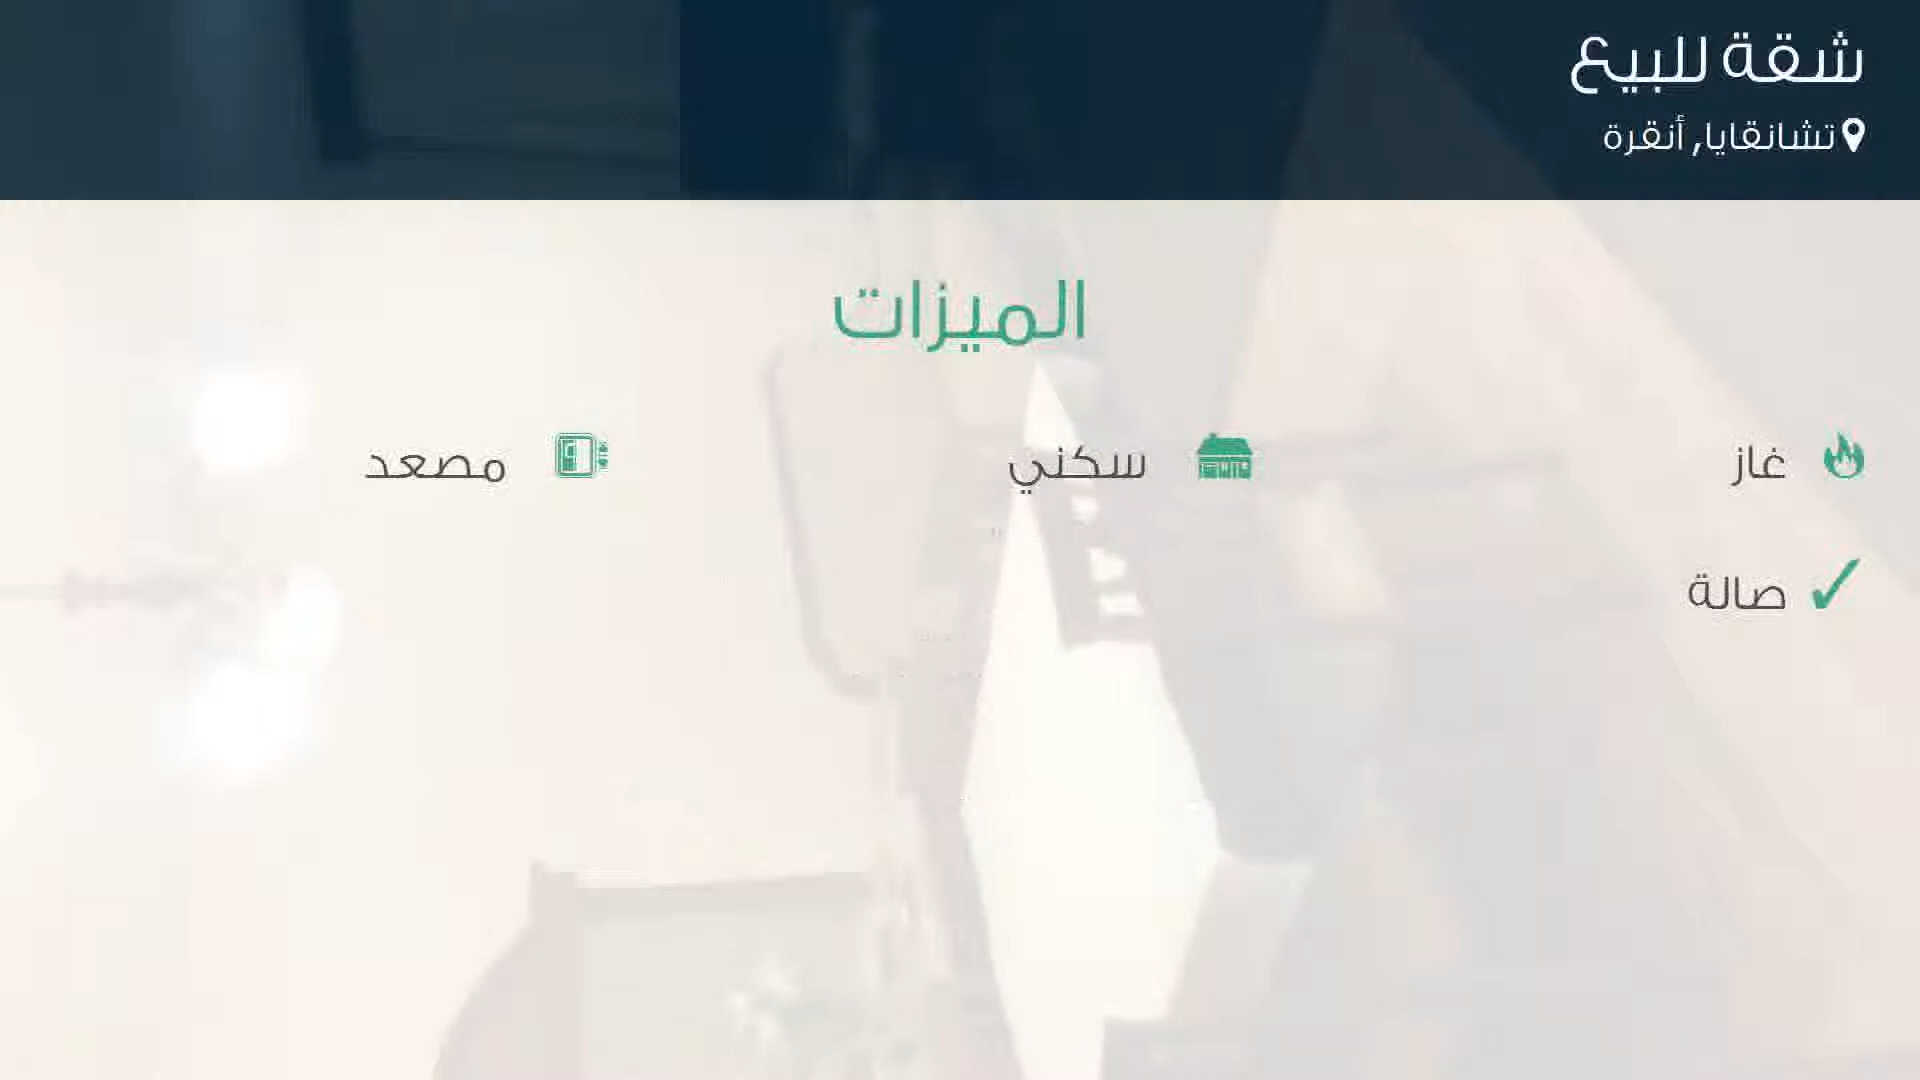 شقة للبيع
تشانقايا, أنقرة
الميزات
غاز سكني مصعد
صالة